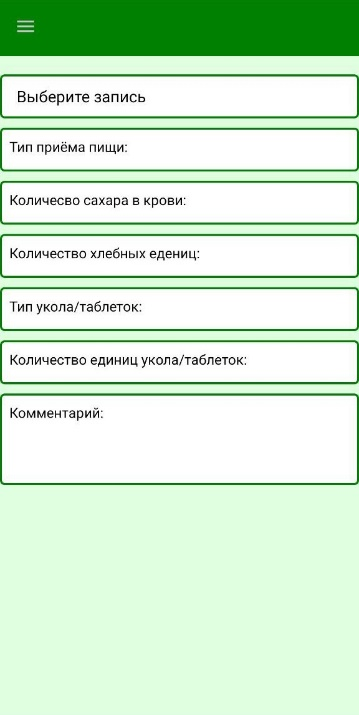 Выберите запись
Тип приёма пищи:
Количесво сахара в крови:
Количество хлебных едениц:
Тип укола/таблеток:
Количество единиц укола/таблеток:
Комментарий: